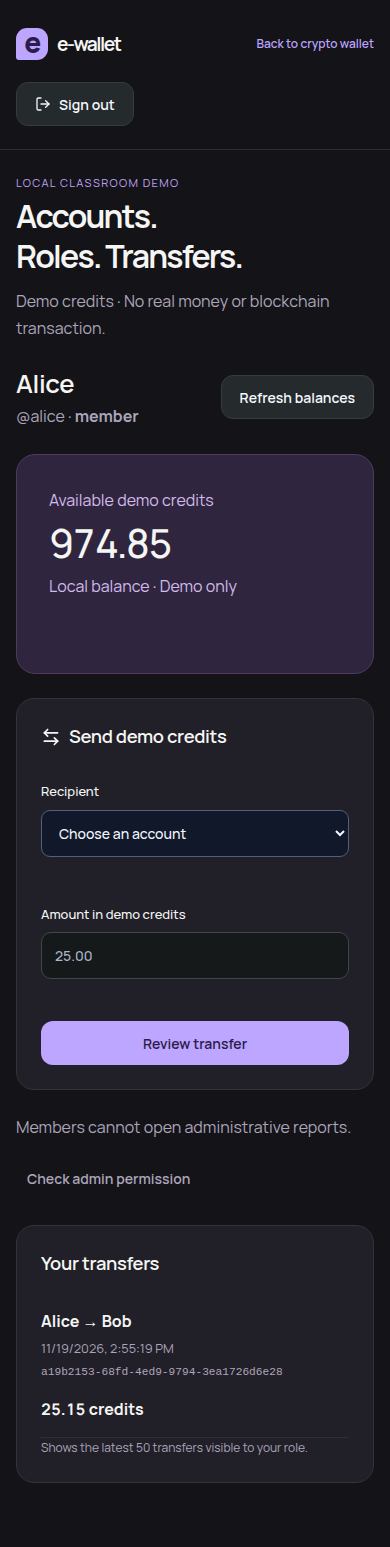 e e-wallet
Back to crypto wallet
Sign out
LOCAL CLASSROOM DEMO
Accounts.
Roles. Transfers.
Demo credits · No real money or blockchain
transaction.
Alice
@alice · member
Refresh balances
Available demo credits
974.85
Local balance · Demo only
Send demo credits
Recipient
Choose an account
Amount in demo credits
25.00
Review transfer
Members cannot open administrative reports.
Check admin permission
Your transfers
Alice → Bob
11/19/2026, 2:55:19 PM
a19b2153-68fd-4ed9-9794-3ea1726d6e28
25.15 credits
Shows the latest 50 transfers visible to your role.